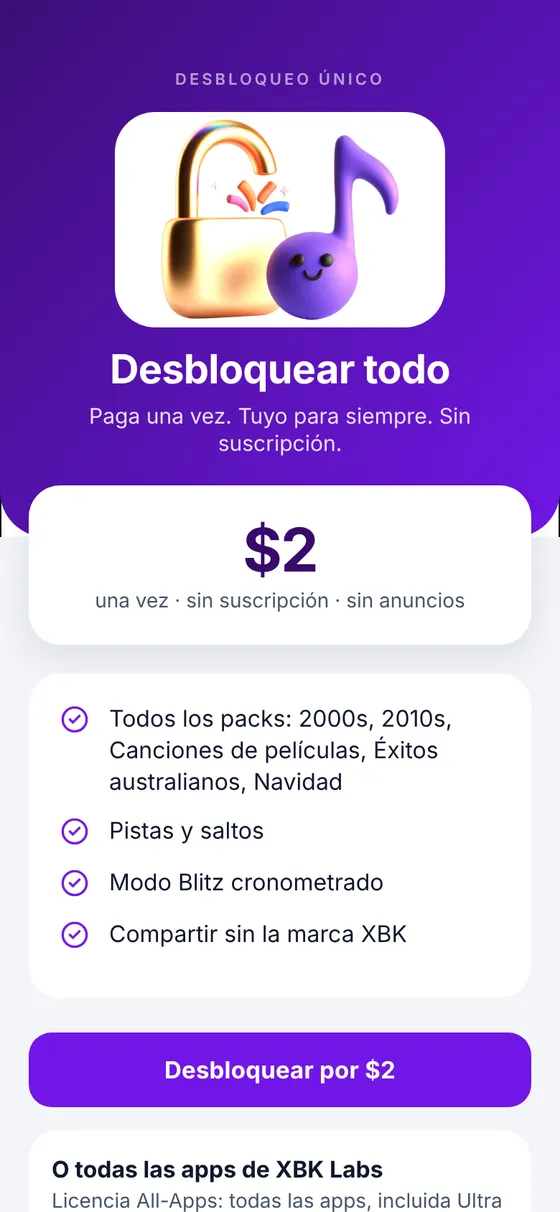 DESBLOQUEO ÚNICO
Desbloquear todo
Paga una vez. Tuyo para siempre. Sin
suscripción.
$2
una vez · sin suscripción · sin anuncios
Todos los packs: 2000s, 2010s,
Canciones de películas, Éxitos
australianos, Navidad
Pistas y saltos
Modo Blitz cronometrado
Compartir sin la marca XBK
Desbloquear por $2
O todas las apps de XBK Labs
Licencia All-Apps: todas las apps, incluida Ultra